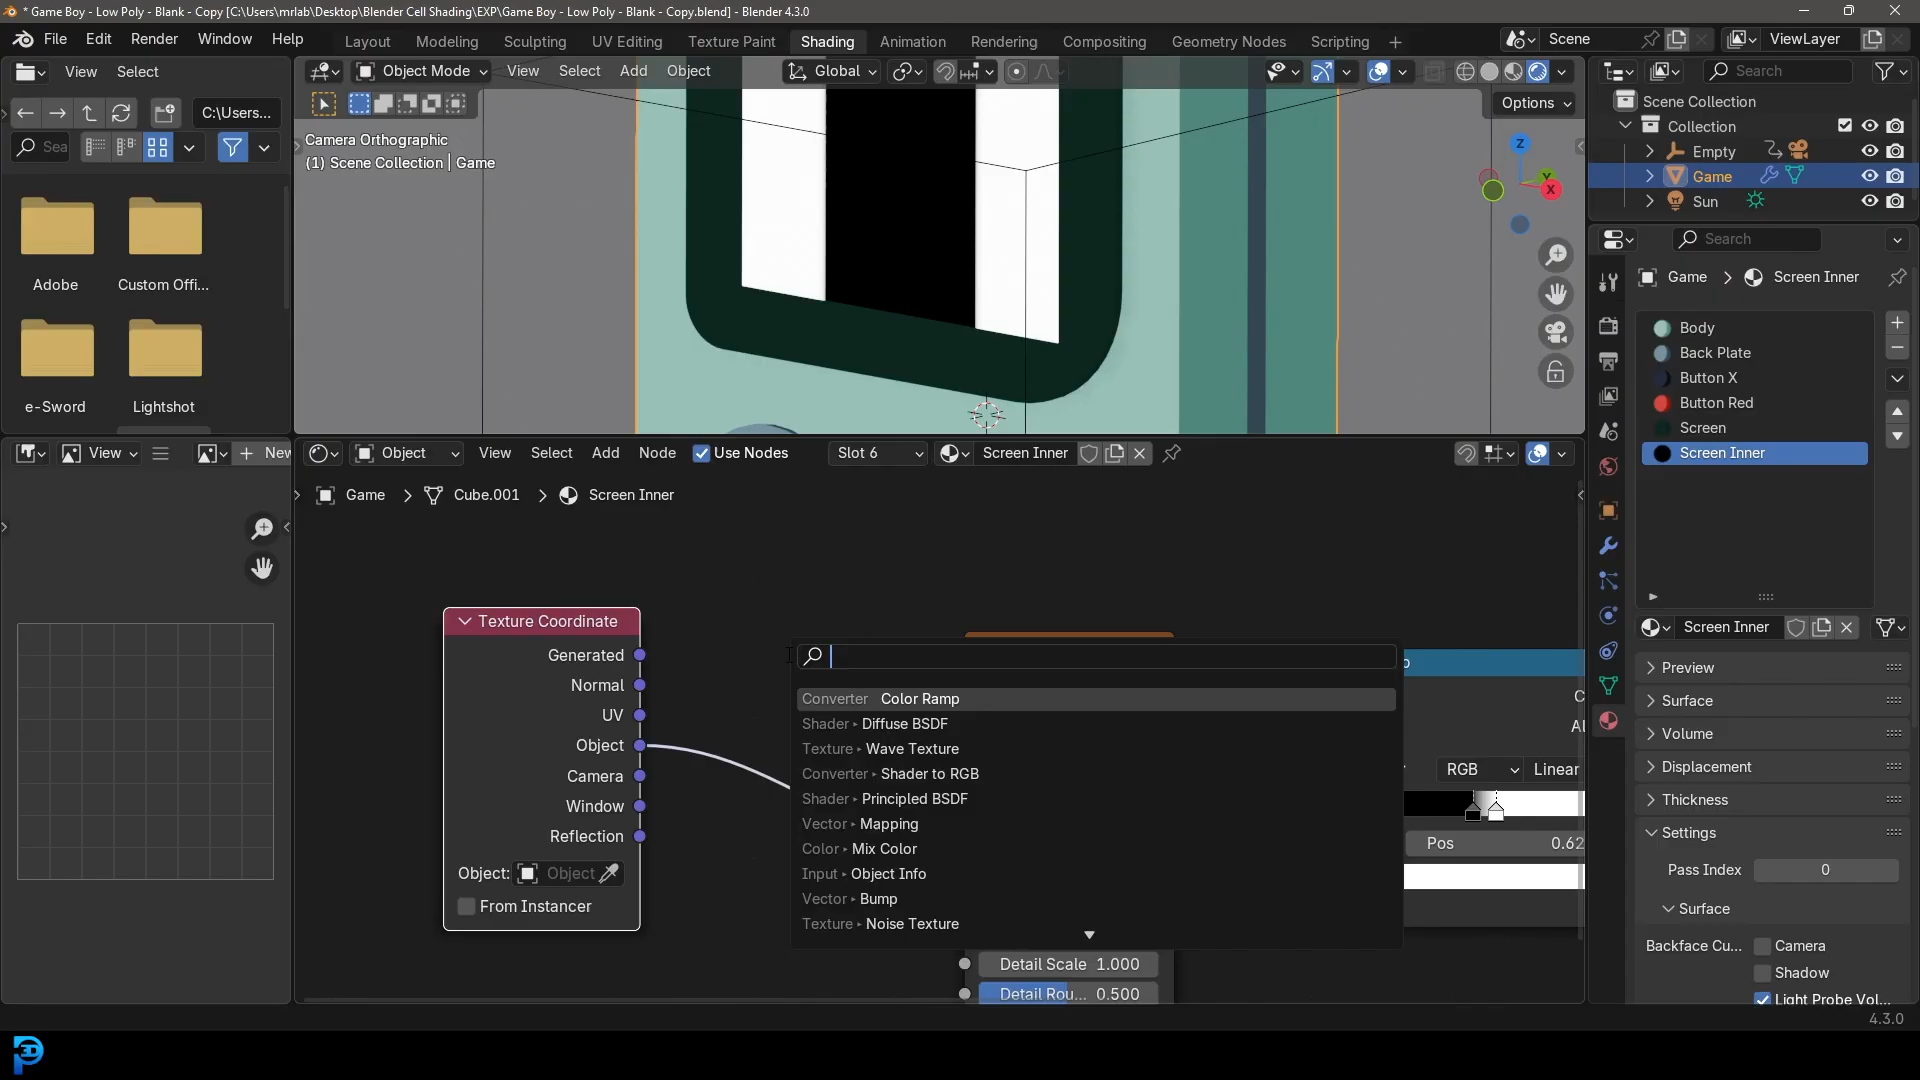 * Game Boy - Low Poly - Blank - Copy [C:\Users\mrlab\Desktop\Blender Cell Shading\EXP\Game Boy - Low Poly - Blank - Copy.blend] - Blender 4.3.0
File Edit Render Window Help
Layout Modeling Sculpting UV Editing Texture Paint Shading Animation Rendering Compositing Geometry Nodes Scripting +
Scene
ViewLayer
View Select
Object Mode View Select Add Object
Global
Search
C:\Users...
Sea
Options
Camera Orthographic
(1) Scene Collection | Game
Z
Y
X
Adobe
Custom Offi...
e-Sword
Lightshot
Scene Collection
Collection
Empty
Game
Sun
Search
Game > Screen Inner
Body
Back Plate
Button X
Button Red
Screen
Screen Inner
View
+ New
Object View Select Add Node Use Nodes Slot 6 Screen Inner
Game > Cube.001 > Screen Inner
Texture Coordinate
Generated
Normal
UV
Object
Camera
Window
Reflection
Object: Object
From Instancer
Converter Color Ramp
Shader ▸ Diffuse BSDF
Texture ▸ Wave Texture
Converter ▸ Shader to RGB
Shader ▸ Principled BSDF
Vector ▸ Mapping
Color ▸ Mix Color
Input ▸ Object Info
Vector ▸ Bump
Texture ▸ Noise Texture
Detail Scale 1.000
Detail Rou... 0.500
RGB
Linear
Pos 0.62
Screen Inner
Preview
Surface
Volume
Displacement
Thickness
Settings
Pass Index 0
Surface
Backface Cu... Camera
Shadow
Light Probe Vol...
4.3.0